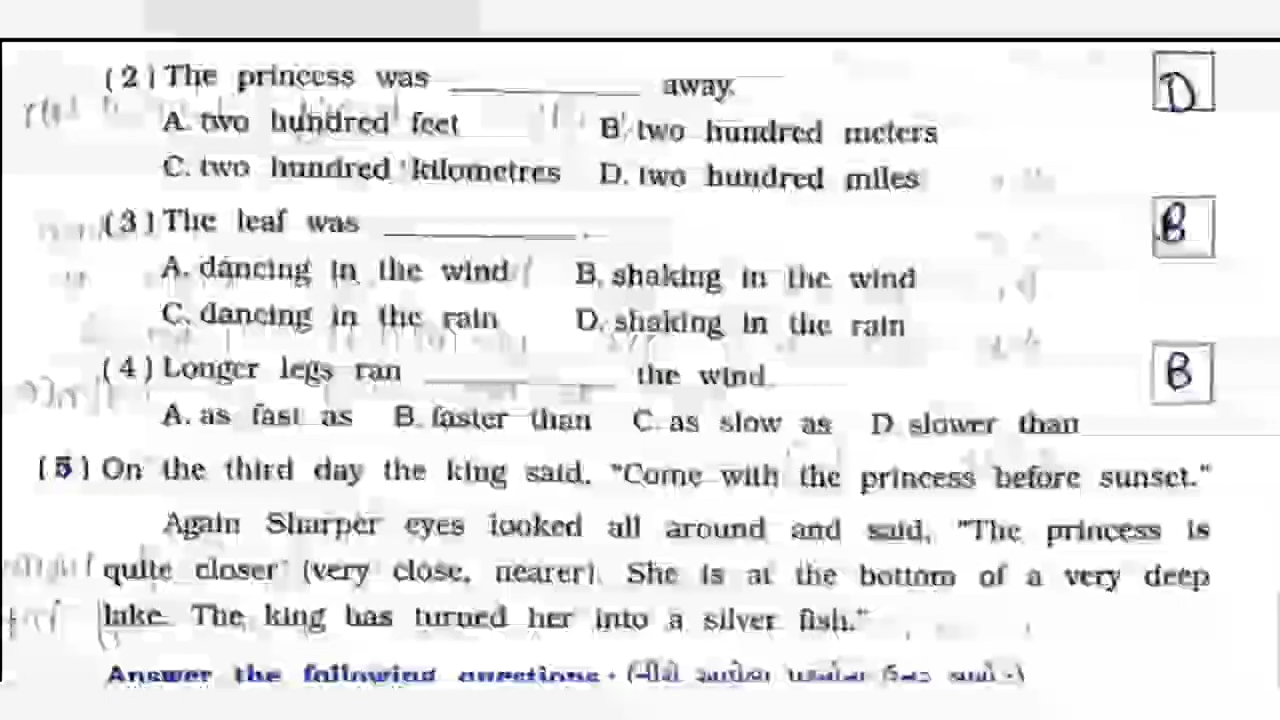 (2) The princess was ________ away.
D
A. two hundred feet B. two hundred meters
C. two hundred kilometres D. two hundred miles
(3) The leaf was ________.
B
A. dancing in the wind B. shaking in the wind
C. dancing in the rain D. shaking in the rain
(4) Longer legs ran ________ the wind.
B
A. as fast as B. faster than C. as slow as D. slower than
(5) On the third day the king said, "Come with the princess before sunset."
Again Sharper eyes looked all around and said, "The princess is
quite closer (very close, nearer). She is at the bottom of a very deep
lake. The king has turned her into a silver fish."
Answer the following questions :